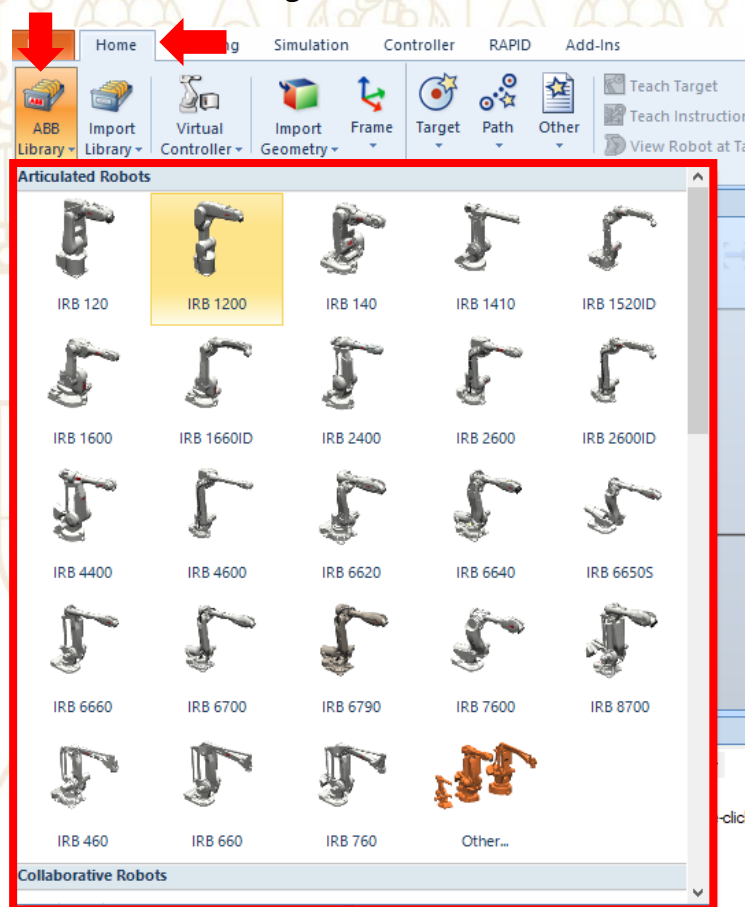 Home
Simulation
Controller
RAPID
Add-Ins
ABB Library
Import Library
Virtual Controller
Import Geometry
Frame
Target
Path
Other
Teach Target
Teach Instruction
View Robot at Ta
Articulated Robots
IRB 120 IRB 1200 IRB 140 IRB 1410 IRB 1520ID
IRB 1600 IRB 1660ID IRB 2400 IRB 2600 IRB 2600ID
IRB 4400 IRB 4600 IRB 6620 IRB 6640 IRB 6650S
IRB 6660 IRB 6700 IRB 6790 IRB 7600 IRB 8700
IRB 460 IRB 660 IRB 760 Other...
Collaborative Robots